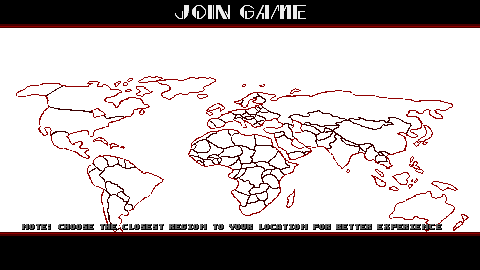 JOIN GAME
NOTE: CHOOSE THE CLOSEST REGION TO YOUR LOCATION FOR BETTER EXPERIENCE